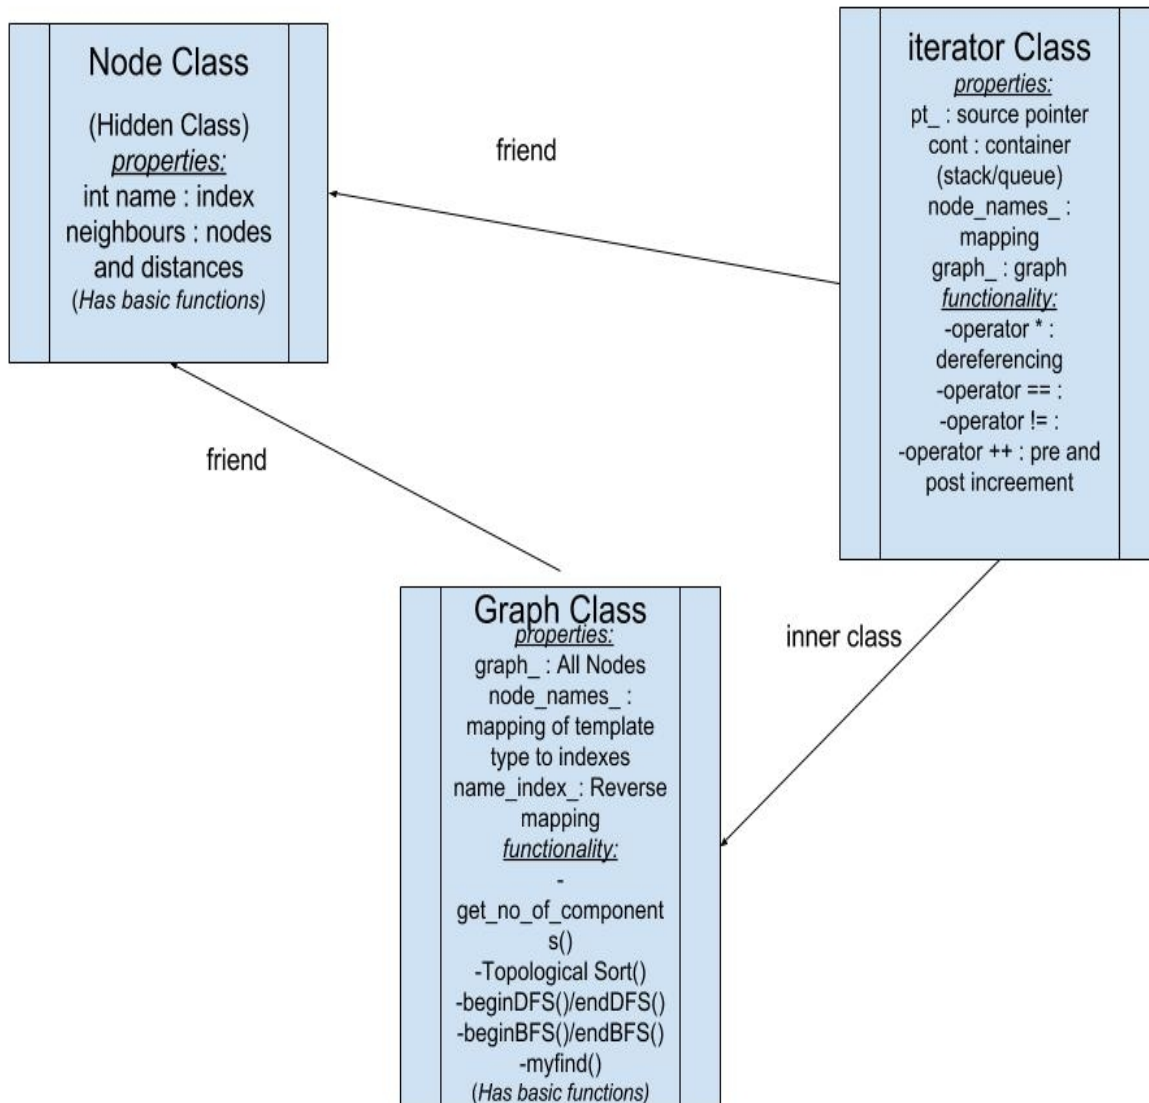 Node Class
(Hidden Class)
properties:
int name : index
neighbours : nodes
and distances
(Has basic functions)
friend
iterator Class
properties:
pt_ : source pointer
cont : container
(stack/queue)
node_names_ :
mapping
graph_ : graph
functionality:
-operator * :
dereferencing
-operator == :
-operator != :
-operator ++ : pre and
post increement
friend
inner class
Graph Class
properties:
graph_ : All Nodes
node_names_ :
mapping of template
type to indexes
name_index_: Reverse
mapping
functionality:
-
get_no_of_component
s()
-Topological Sort()
-beginDFS()/endDFS()
-beginBFS()/endBFS()
-myfind()
(Has basic functions)